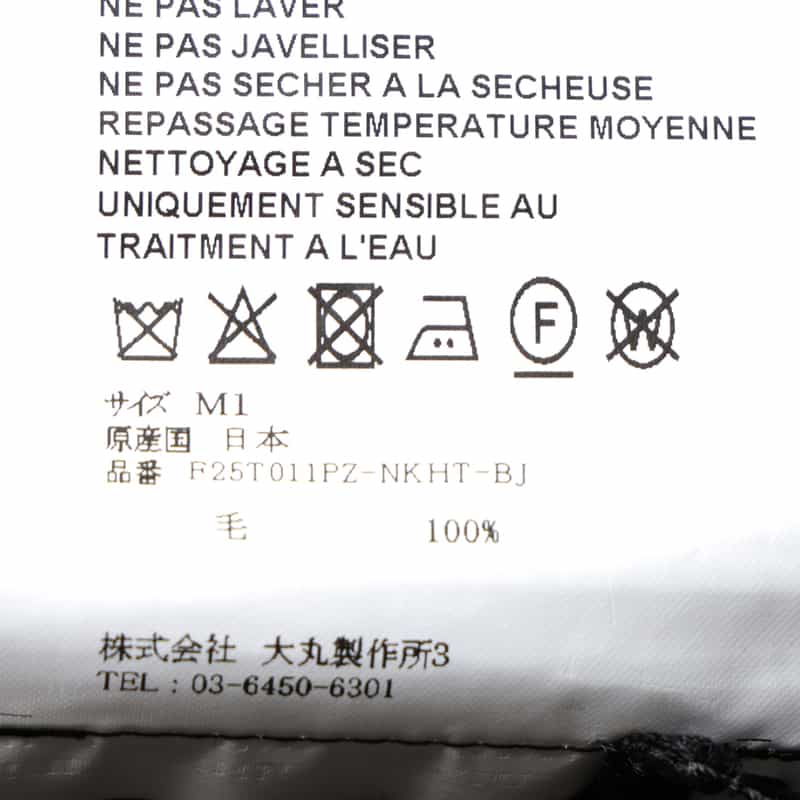 NE PAS LAVER
NE PAS JAVELLISER
NE PAS SECHER A LA SECHEUSE
REPASSAGE TEMPERATURE MOYENNE
NETTOYAGE A SEC
UNIQUEMENT SENSIBLE AU
TRAITMENT A L'EAU
F W
サイズ M1
原産国 日本
品番 F25T011PZ-NKHT-BJ
毛 100%
株式会社 大丸製作所3
TEL : 03-6450-6301